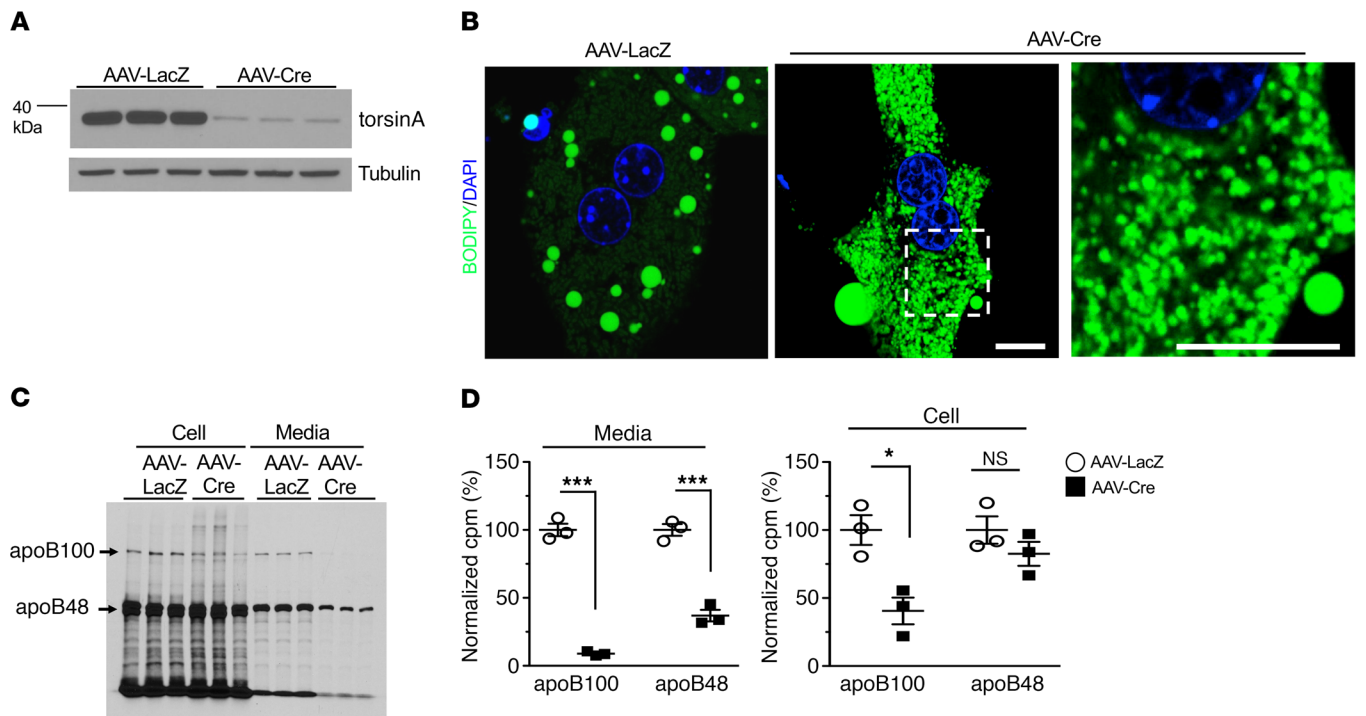 A
AAV-LacZ
AAV-Cre
40
kDa
torsinA
Tubulin
B
AAV-LacZ
AAV-Cre
BODIPY/DAPI
C
Cell
Media
AAV-
LacZ
AAV-
Cre
AAV-
LacZ
AAV-
Cre
apoB100
apoB48
D
Media
Normalized cpm (%)
150
100
50
0
***
***
apoB100
apoB48
Cell
Normalized cpm (%)
150
100
50
0
*
NS
apoB100
apoB48
AAV-LacZ
AAV-Cre